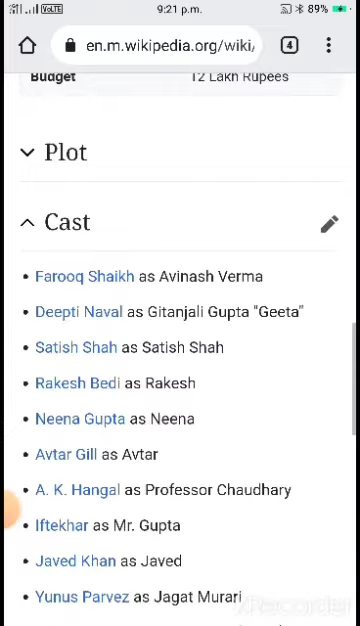 VoLTE 9:21 p.m. 89%
en.m.wikipedia.org/wiki/ 4
Budget 12 Lakh Rupees
Plot
Cast
• Farooq Shaikh as Avinash Verma
• Deepti Naval as Gitanjali Gupta "Geeta"
• Satish Shah as Satish Shah
• Rakesh Bedi as Rakesh
• Neena Gupta as Neena
• Avtar Gill as Avtar
• A. K. Hangal as Professor Chaudhary
• Iftekhar as Mr. Gupta
• Javed Khan as Javed
• Yunus Parvez as Jagat Murari
XRecorder